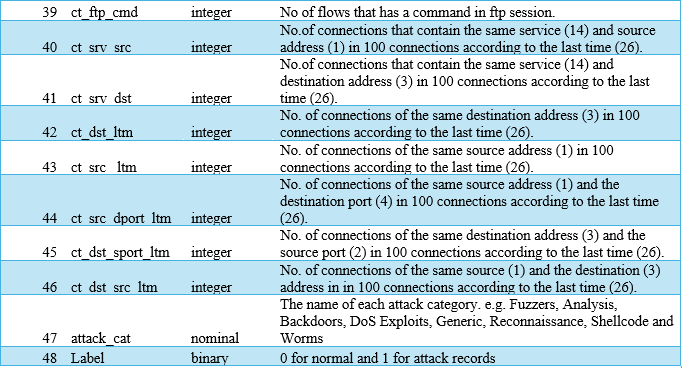 39 ct_ftp_cmd integer No of flows that has a command in ftp session.
No.of connections that contain the same service (14) and source
40 ct_srv_src integer address (1) in 100 connections according to the last time (26).
No.of connections that contain the same service (14) and
destination address (3) in 100 connections according to the last
41 ct_srv_dst integer time (26).
No. of connections of the same destination address (3) in 100
42 ct_dst_ltm integer connections according to the last time (26).
No. of connections of the same source address (1) in 100
43 ct_src_ ltm integer connections according to the last time (26).
No. of connections of the same source address (1) and the
destination port (4) in 100 connections according to the last time
44 ct_src_dport_ltm integer (26).
No. of connections of the same destination address (3) and the
45 ct_dst_sport_ltm integer source port (2) in 100 connections according to the last time (26).
No. of connections of the same source (1) and the destination (3)
46 ct_dst_src_ltm integer address in in 100 connections according to the last time (26).
The name of each attack category. e.g. Fuzzers, Analysis,
Backdoors, DoS Exploits, Generic, Reconnaissance, Shellcode and
47 attack_cat nominal Worms
48 Label binary 0 for normal and 1 for attack records